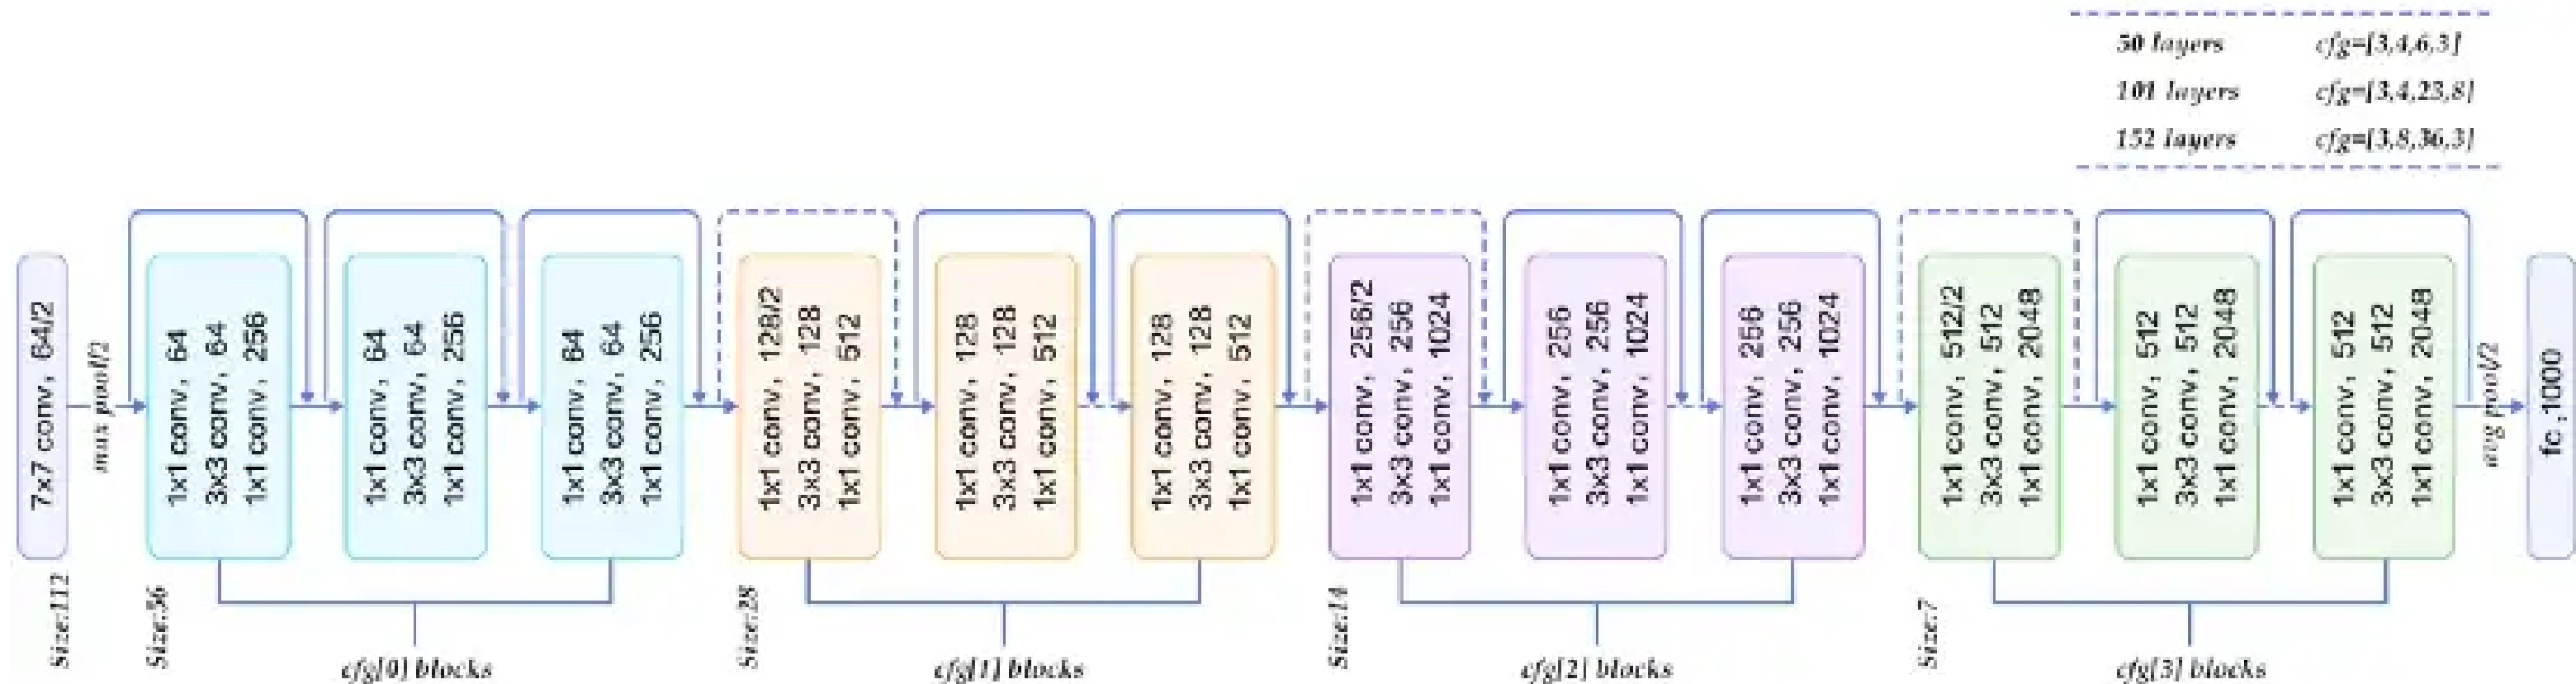 50 layers cfg=[3,4,6,3]
101 layers cfg=[3,4,23,8]
152 layers cfg=[3,8,36,3]
7x7 conv, 64/2
max pool/2
1x1 conv, 64
3x3 conv, 64
1x1 conv, 256
1x1 conv, 64
3x3 conv, 64
1x1 conv, 256
1x1 conv, 64
3x3 conv, 64
1x1 conv, 256
1x1 conv, 128/2
3x3 conv, 128
1x1 conv, 512
1x1 conv, 128
3x3 conv, 128
1x1 conv, 512
1x1 conv, 128
3x3 conv, 128
1x1 conv, 512
1x1 conv, 256/2
3x3 conv, 256
1x1 conv, 1024
1x1 conv, 256
3x3 conv, 256
1x1 conv, 1024
1x1 conv, 256
3x3 conv, 256
1x1 conv, 1024
1x1 conv, 512/2
3x3 conv, 512
1x1 conv, 2048
1x1 conv, 512
3x3 conv, 512
1x1 conv, 2048
1x1 conv, 512
3x3 conv, 512
1x1 conv, 2048
avg pool/2
fc ,1000
Size:112
Size:56
cfg[0] blocks
Size:28
cfg[1] blocks
Size:14
cfg[2] blocks
Size:7
cfg[3] blocks